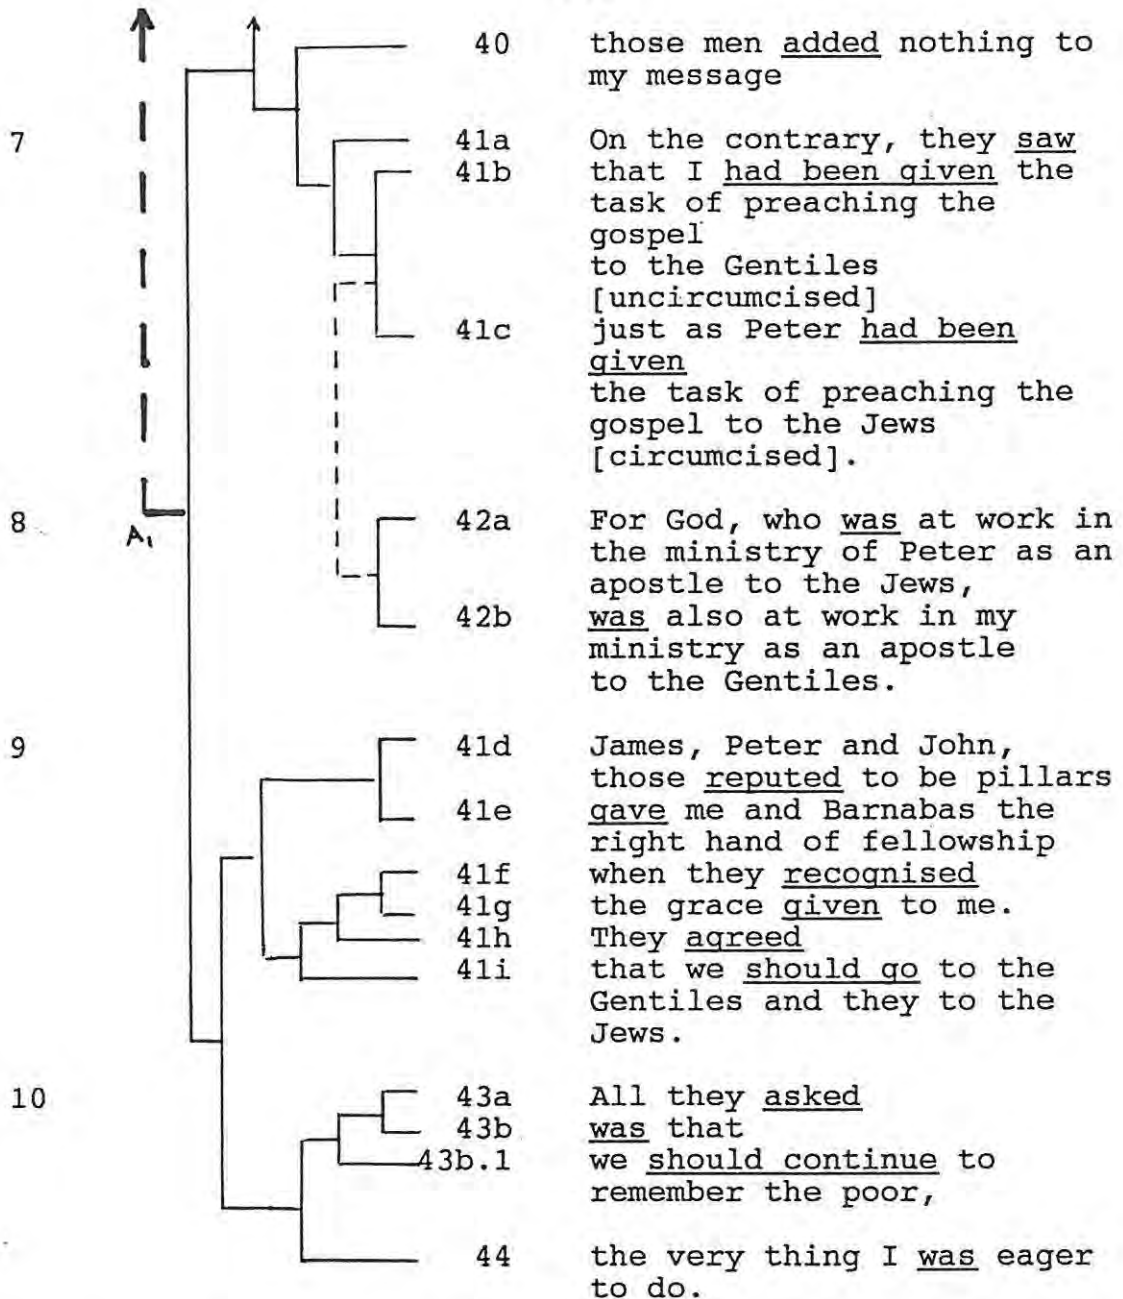 40 those men added nothing to
my message
7 41a On the contrary, they saw
41b that I had been given the
task of preaching the
gospel
to the Gentiles
[uncircumcised]
41c just as Peter had been
given
the task of preaching the
gospel to the Jews
[circumcised].
8 A₁ 42a For God, who was at work in
the ministry of Peter as an
apostle to the Jews,
42b was also at work in my
ministry as an apostle
to the Gentiles.
9 41d James, Peter and John,
those reputed to be pillars
41e gave me and Barnabas the
right hand of fellowship
41f when they recognised
41g the grace given to me.
41h They agreed
41i that we should go to the
Gentiles and they to the
Jews.
10 43a All they asked
43b was that
43b.1 we should continue to
remember the poor,
44 the very thing I was eager
to do.